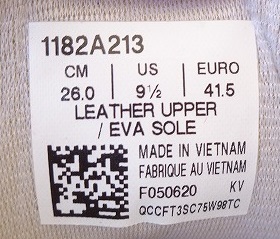 1182A213
CM US EURO
26.0 9½ 41.5
LEATHER UPPER
/ EVA SOLE
MADE IN VIETNAM
FABRIQUE AU VIETNAM
F050620 KV
QCCFT3SC75W98TC